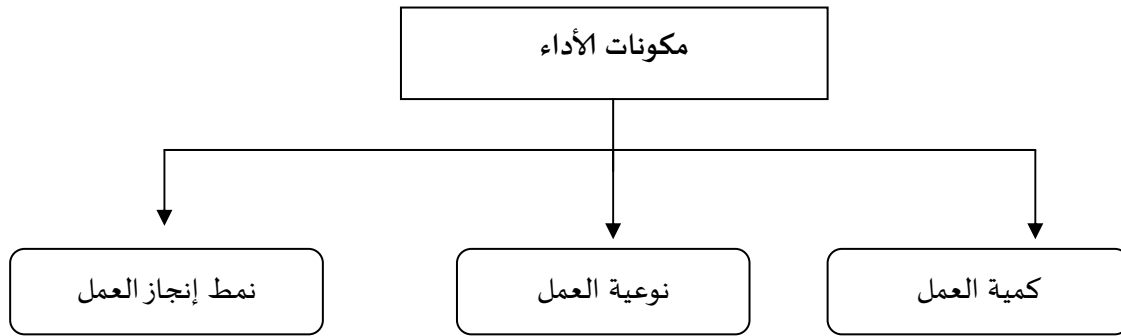 مكونات الأداء
كمية العمل
نوعية العمل
نمط إنجاز العمل